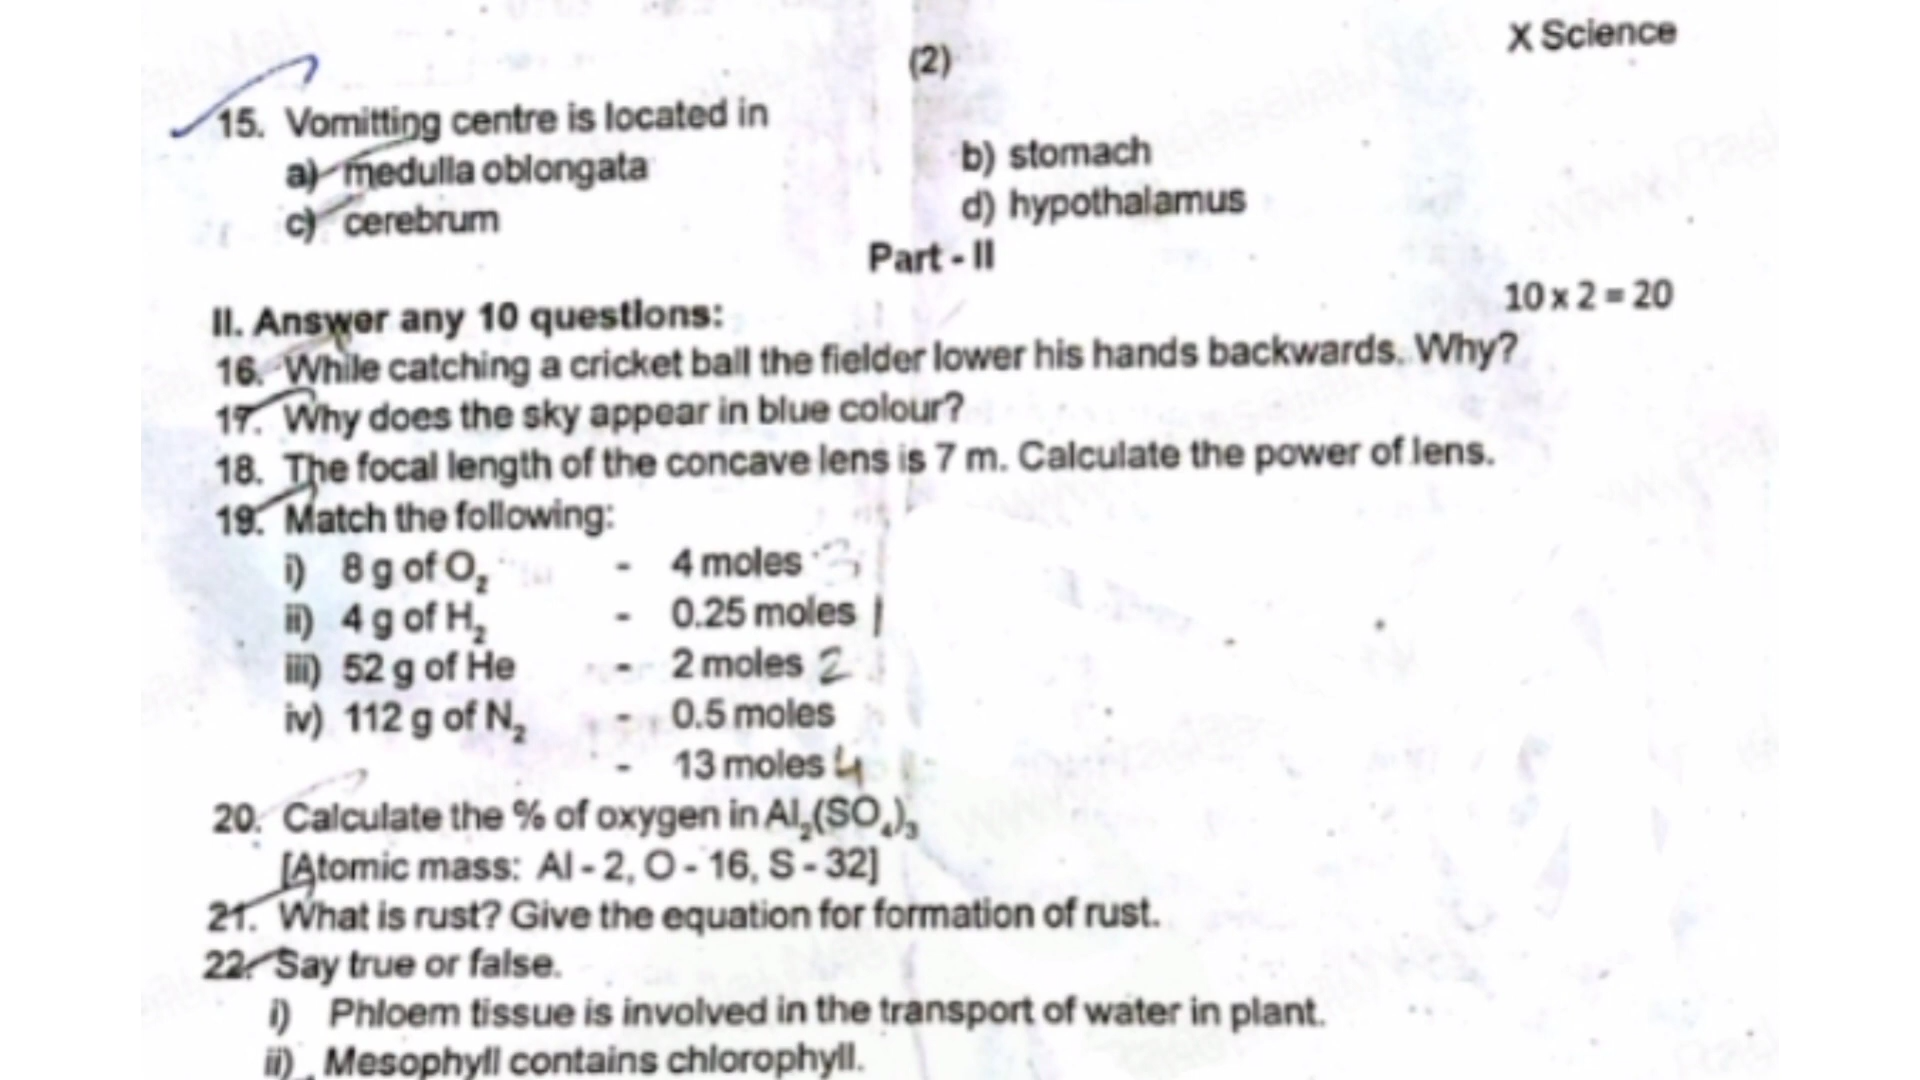 X Science
(2)
15. Vomitting centre is located in
a) medulla oblongata
b) stomach
c) cerebrum
d) hypothalamus
Part - II
II. Answer any 10 questions:
10 x 2 = 20
16. While catching a cricket ball the fielder lower his hands backwards. Why?
17. Why does the sky appear in blue colour?
18. The focal length of the concave lens is 7 m. Calculate the power of lens.
19. Match the following:
i) 8 g of O₂ - 4 moles 3
ii) 4 g of H₂ - 0.25 moles 1
iii) 52 g of He - 2 moles 2
iv) 112 g of N₂ - 0.5 moles
- 13 moles 4
20. Calculate the % of oxygen in Al₂(SO₄)₃
[Atomic mass: Al - 2, O - 16, S - 32]
21. What is rust? Give the equation for formation of rust.
22. Say true or false.
i) Phloem tissue is involved in the transport of water in plant.
ii) Mesophyll contains chlorophyll.